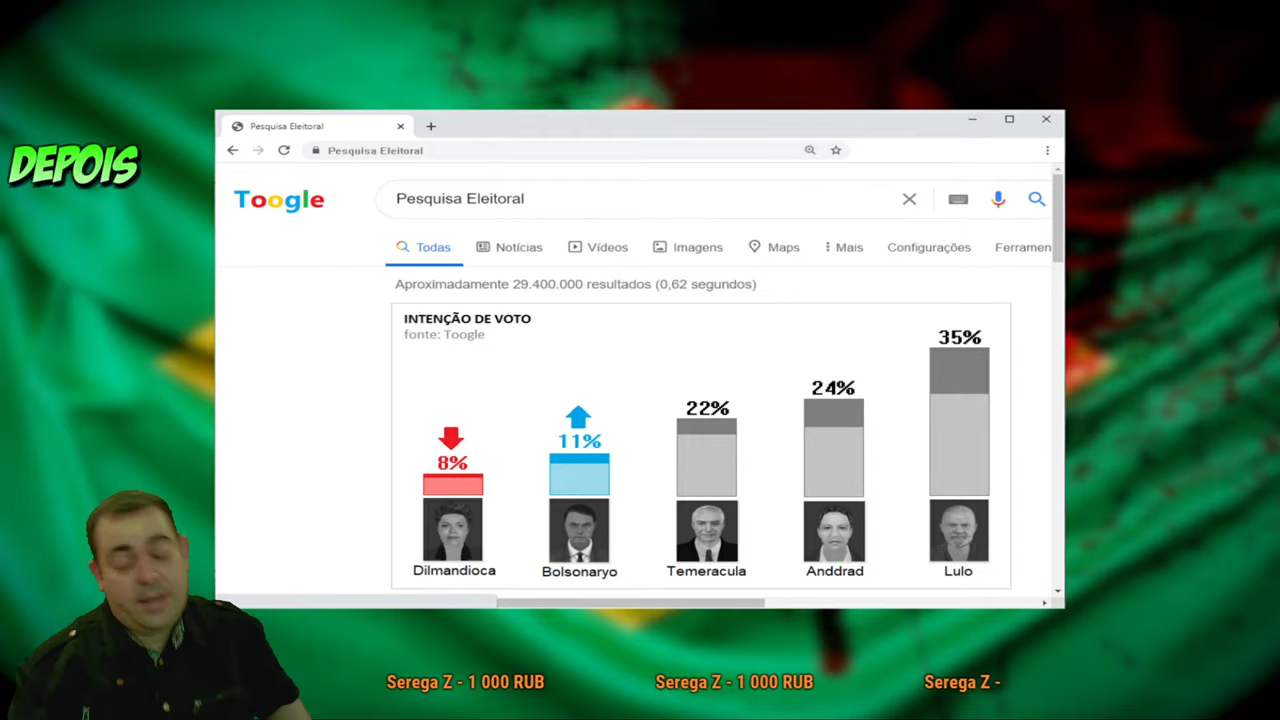 DEPOIS
Pesquisa Eleitoral
Pesquisa Eleitoral
Toogle
Pesquisa Eleitoral
Todas Notícias Vídeos Imagens Maps Mais Configurações Ferramen
Aproximadamente 29.400.000 resultados (0,62 segundos)
INTENÇÃO DE VOTO
fonte: Toogle
8% 11% 22% 24% 35%
Dilmandioca Bolsonaryo Temeracula Anddrad Lulo
Serega Z - 1 000 RUB Serega Z - 1 000 RUB Serega Z -